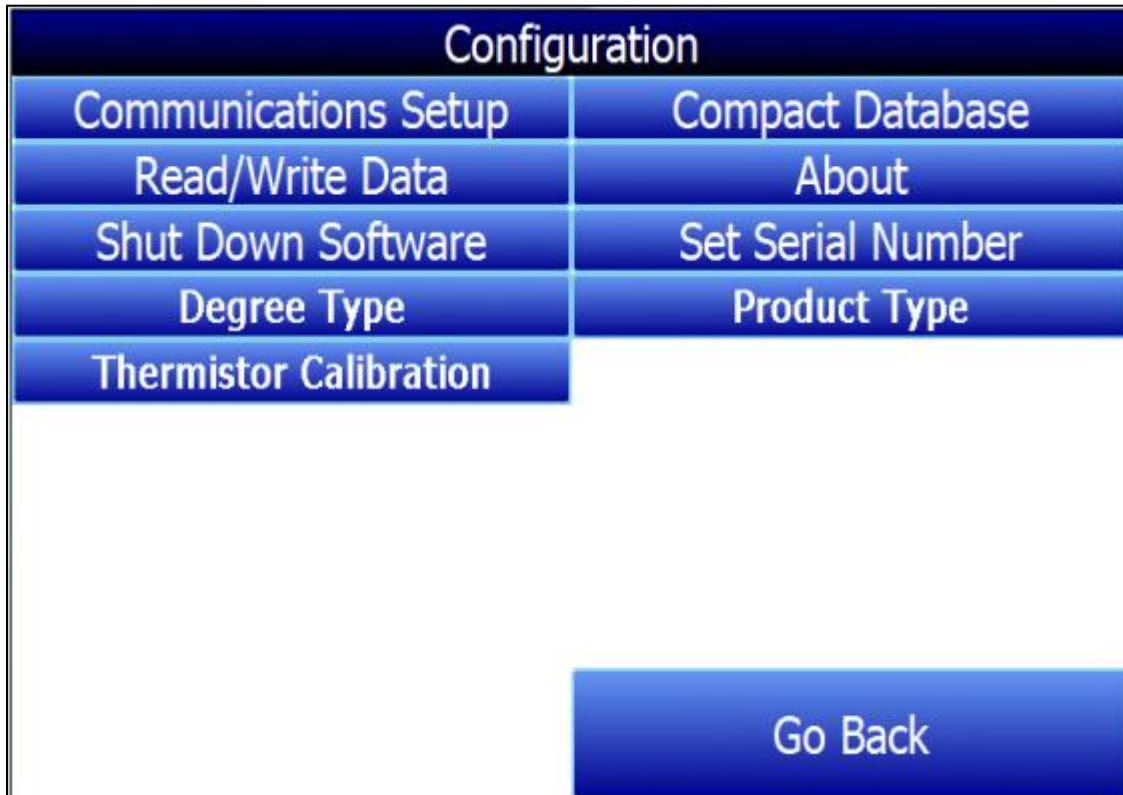 Configuration
Communications Setup
Compact Database
Read/Write Data
About
Shut Down Software
Set Serial Number
Degree Type
Product Type
Thermistor Calibration
Go Back